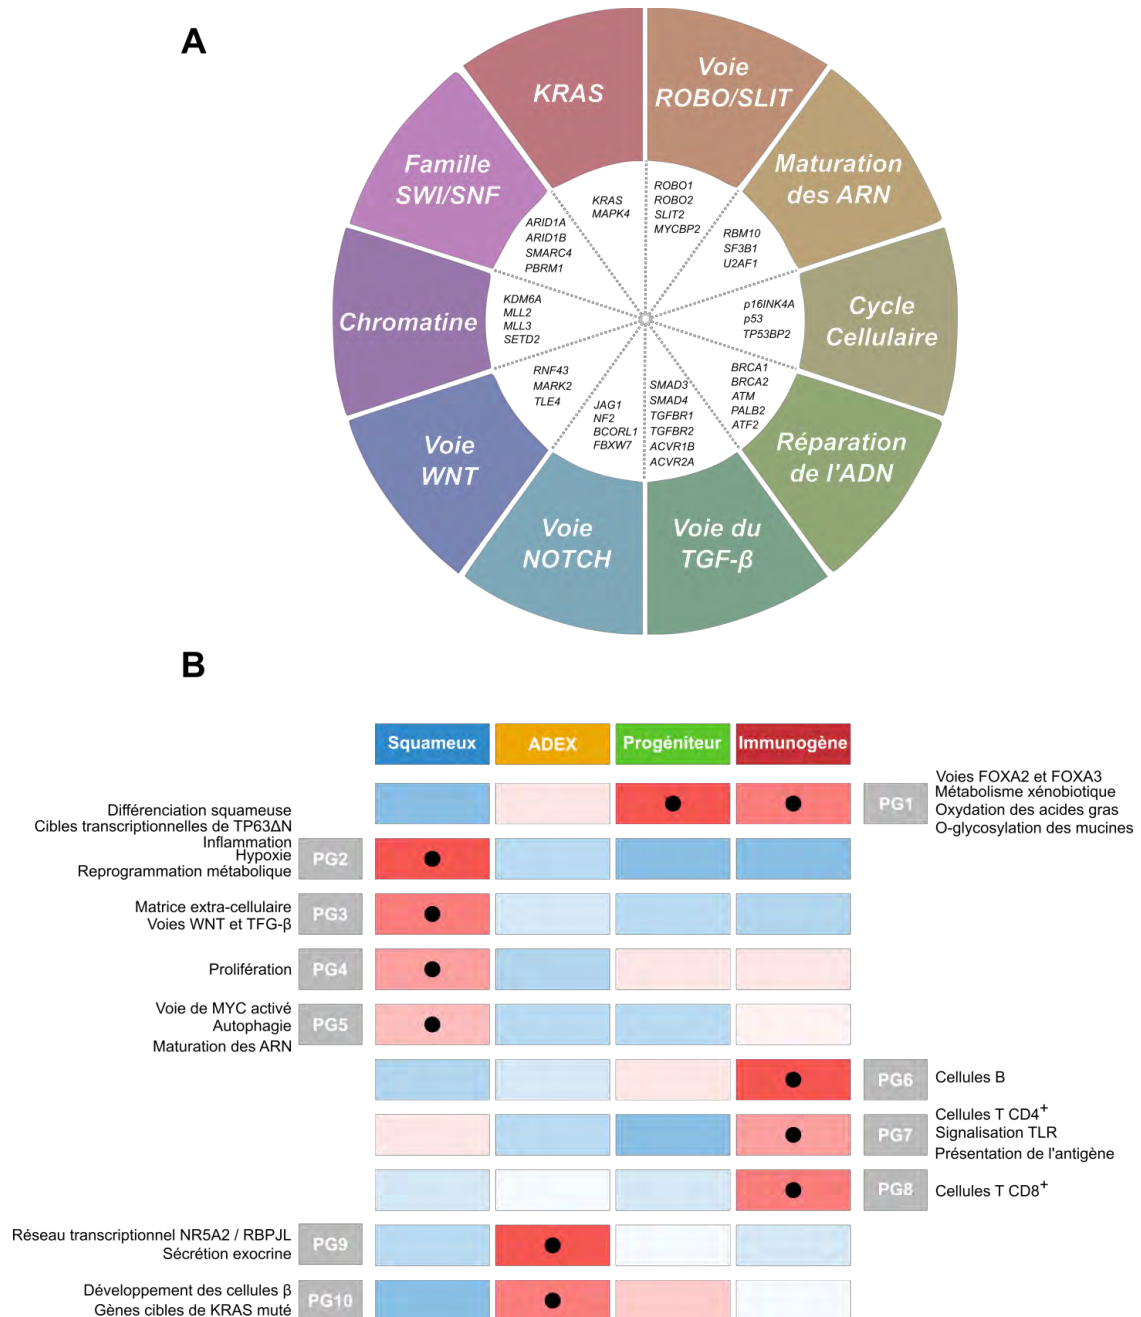 A
KRAS
Voie
ROBO/SLIT
Maturation
des ARN
Cycle
Cellulaire
Réparation
de l'ADN
Voie du
TGF-β
Voie
NOTCH
Voie
WNT
Chromatine
Famille
SWI/SNF
KRAS
MAPK4
ROBO1
ROBO2
SLIT2
MYCBP2
RBM10
SF3B1
U2AF1
p16INK4A
p53
TP53BP2
BRCA1
BRCA2
ATM
PALB2
ATF2
SMAD3
SMAD4
TGFBR1
TGFBR2
ACVR1B
ACVR2A
JAG1
NF2
BCORL1
FBXW7
RNF43
MARK2
TLE4
KDM6A
MLL2
MLL3
SETD2
ARID1A
ARID1B
SMARC4
PBRM1
B
Squameux
ADEX
Progéniteur
Immunogène
PG1
Voies FOXA2 et FOXA3
Métabolisme xénobiotique
Oxydation des acides gras
O-glycosylation des mucines
Différenciation squameuse
Cibles transcriptionnelles de TP63ΔN
Inflammation
Hypoxie
Reprogrammation métabolique
PG2
Matrice extra-cellulaire
Voies WNT et TFG-β
PG3
Prolifération
PG4
Voie de MYC activé
Autophagie
Maturation des ARN
PG5
PG6
Cellules B
PG7
Cellules T CD4+
Signalisation TLR
Présentation de l'antigène
PG8
Cellules T CD8+
Réseau transcriptionnel NR5A2 / RBPJL
Sécrétion exocrine
PG9
Développement des cellules β
Gènes cibles de KRAS muté
PG10